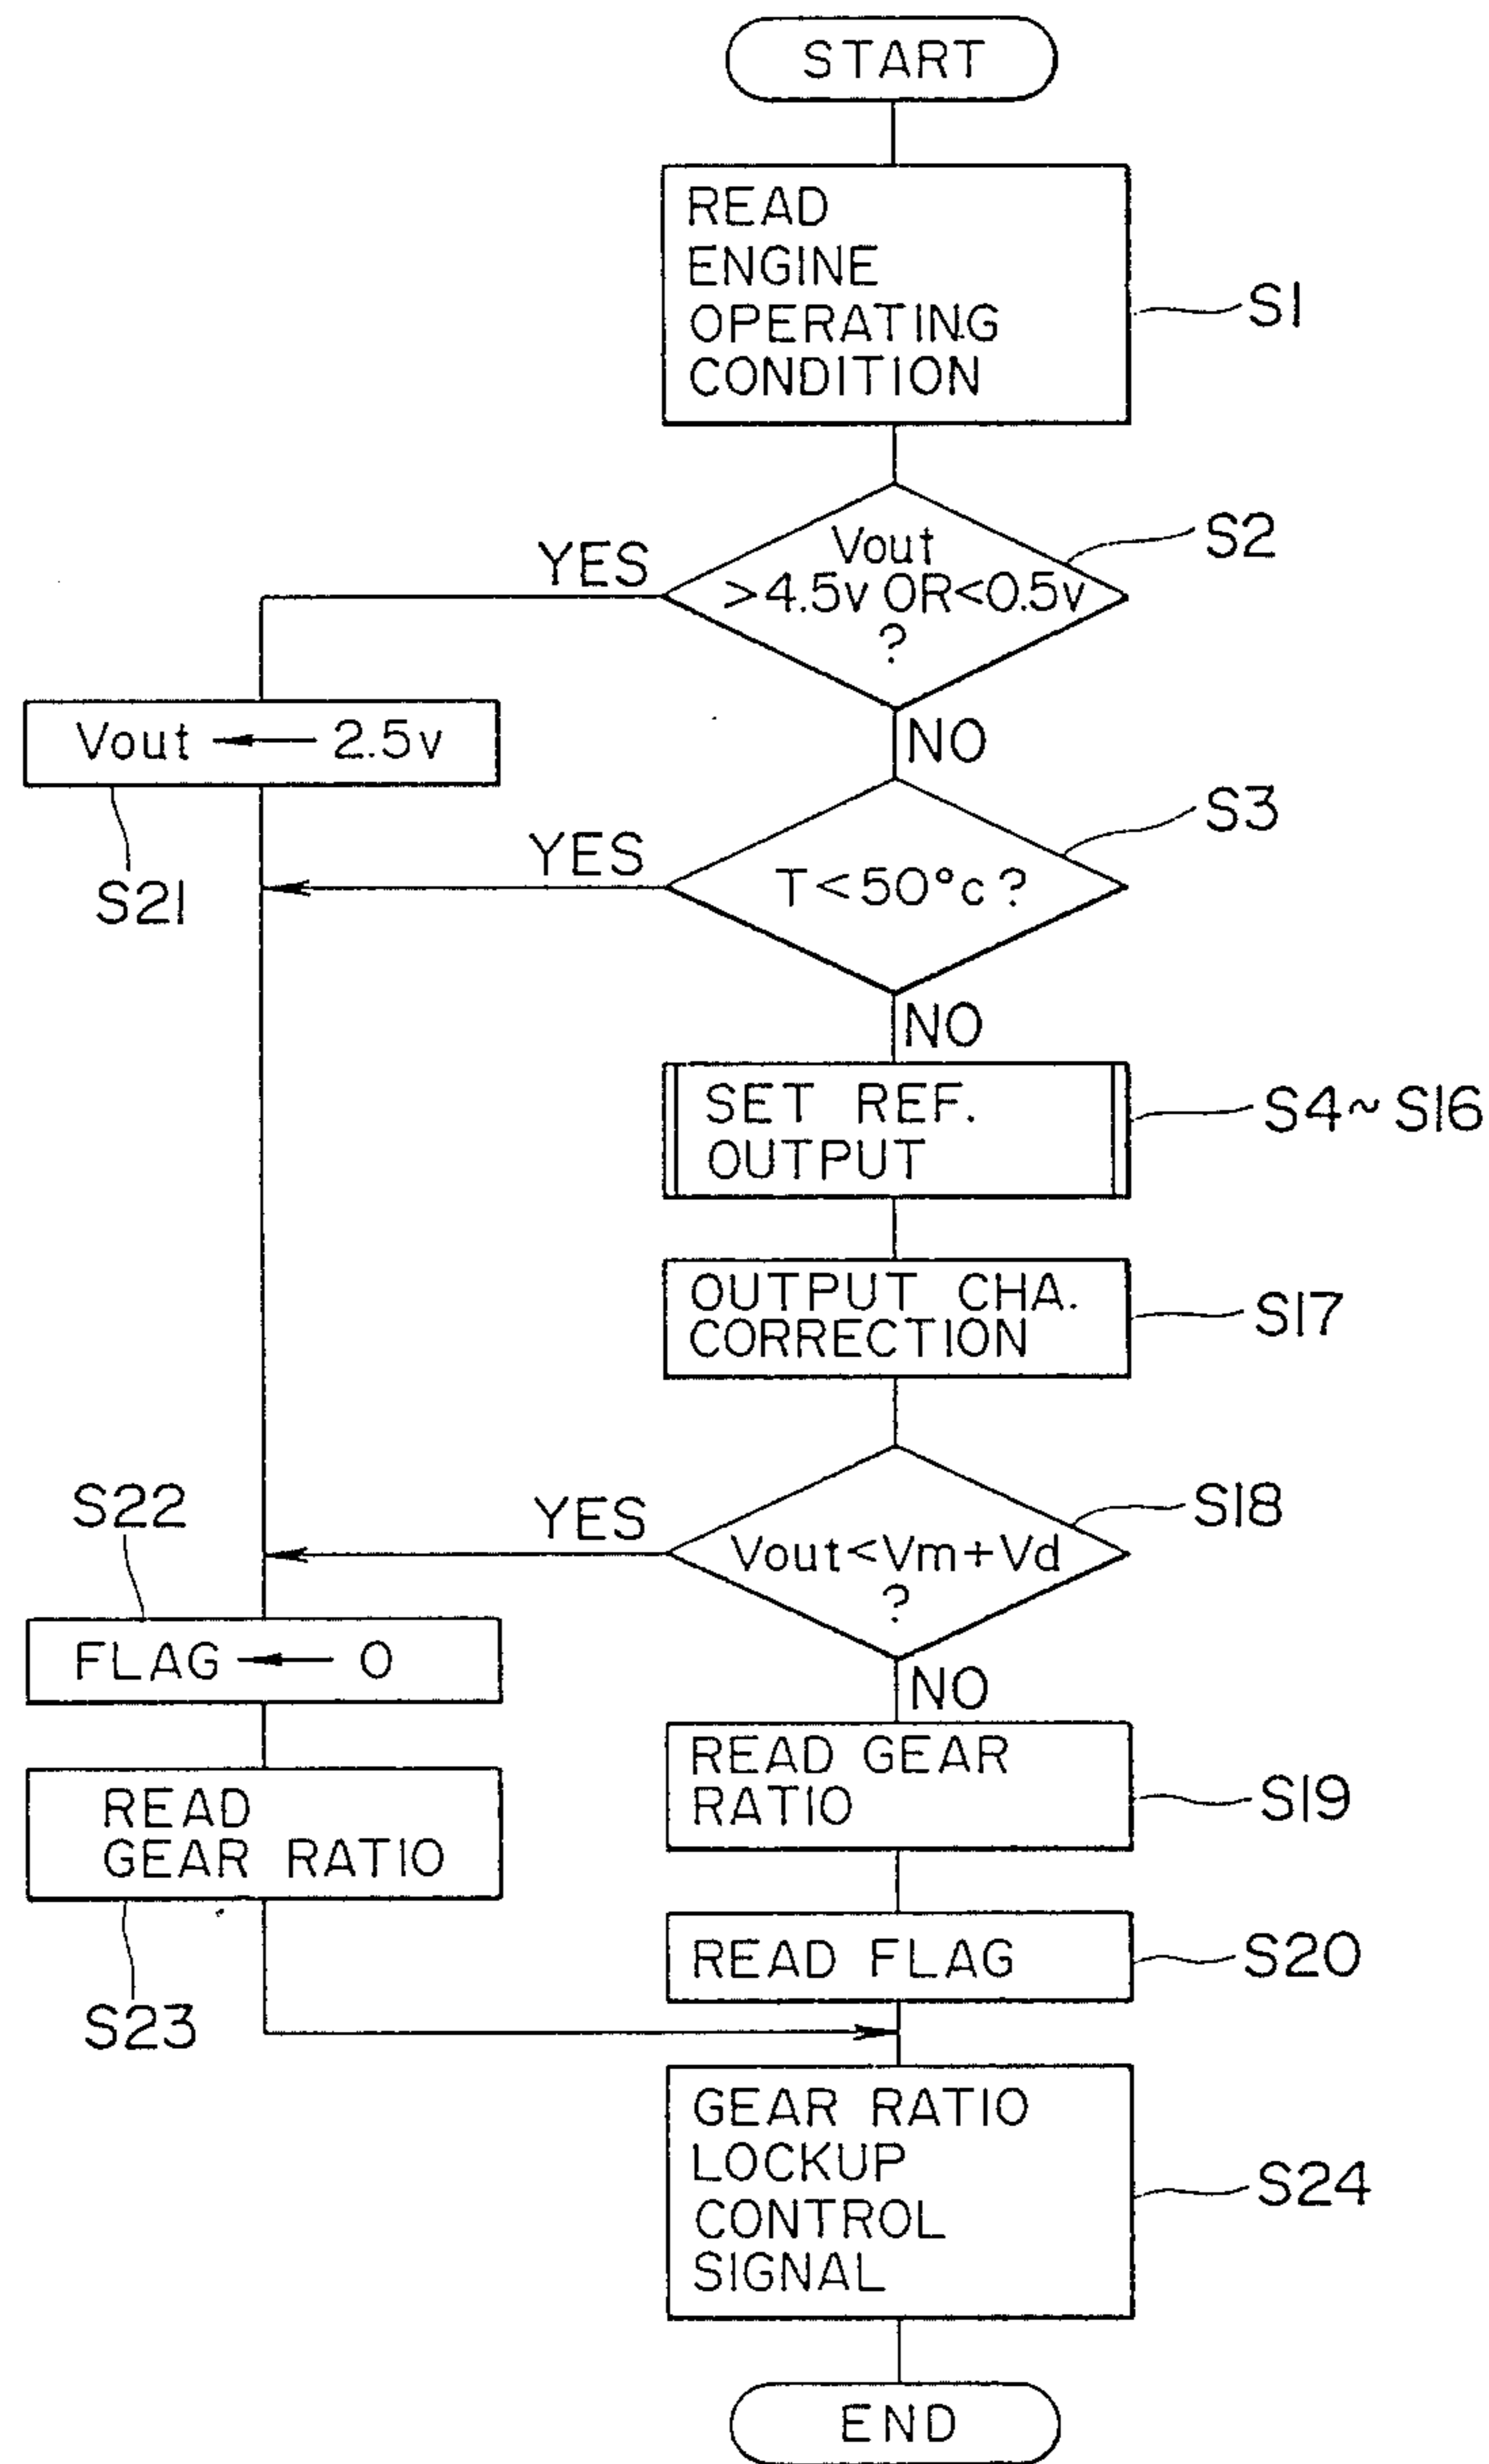 START
READ
ENGINE
OPERATING
CONDITION
S1
Vout
>4.5v OR<0.5v
?
S2
YES
NO
Vout ← 2.5v
S21
T<50°c?
S3
YES
NO
SET REF.
OUTPUT
S4~S16
OUTPUT CHA.
CORRECTION
S17
Vout<Vm+Vd
?
S18
YES
NO
S22
FLAG ← 0
READ
GEAR RATIO
S23
READ GEAR
RATIO
S19
READ FLAG
S20
GEAR RATIO
LOCKUP
CONTROL
SIGNAL
S24
END